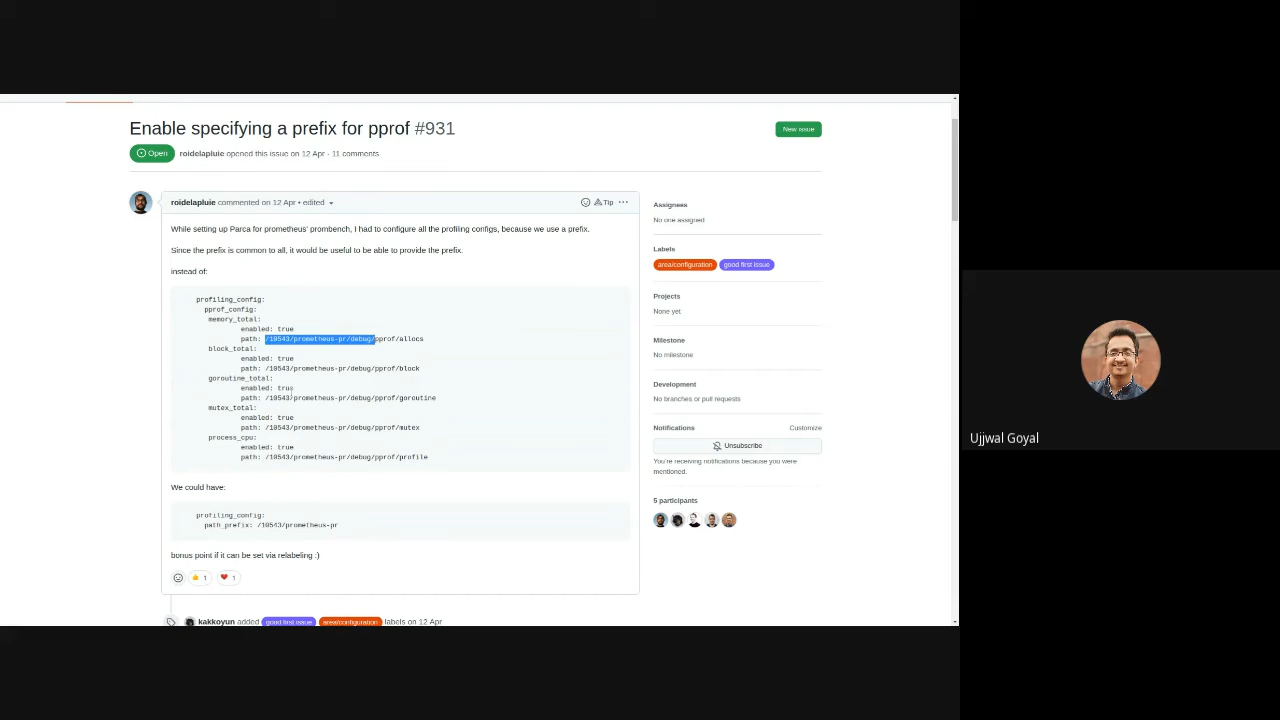 Enable specifying a prefix for pprof #931
New issue
Open
roidelapluie opened this issue on 12 Apr · 11 comments
roidelapluie commented on 12 Apr • edited
Tip
While setting up Parca for prometheus' prombench, I had to configure all the profiling configs, because we use a prefix.
Since the prefix is common to all, it would be useful to be able to provide the prefix.
instead of:
profiling_config:
pprof_config:
memory_total:
enabled: true
path: /10543/prometheus-pr/debug/pprof/allocs
block_total:
enabled: true
path: /10543/prometheus-pr/debug/pprof/block
goroutine_total:
enabled: true
path: /10543/prometheus-pr/debug/pprof/goroutine
mutex_total:
enabled: true
path: /10543/prometheus-pr/debug/pprof/mutex
process_cpu:
enabled: true
path: /10543/prometheus-pr/debug/pprof/profile
We could have:
profiling_config:
path_prefix: /10543/prometheus-pr
bonus point if it can be set via relabeling :)
1
1
kakkoyun added good first issue area/configuration labels on 12 Apr
Assignees
No one assigned
Labels
area/configuration good first issue
Projects
None yet
Milestone
No milestone
Development
No branches or pull requests
Notifications
Customize
Unsubscribe
You're receiving notifications because you were
mentioned.
5 participants
Ujjwal Goyal